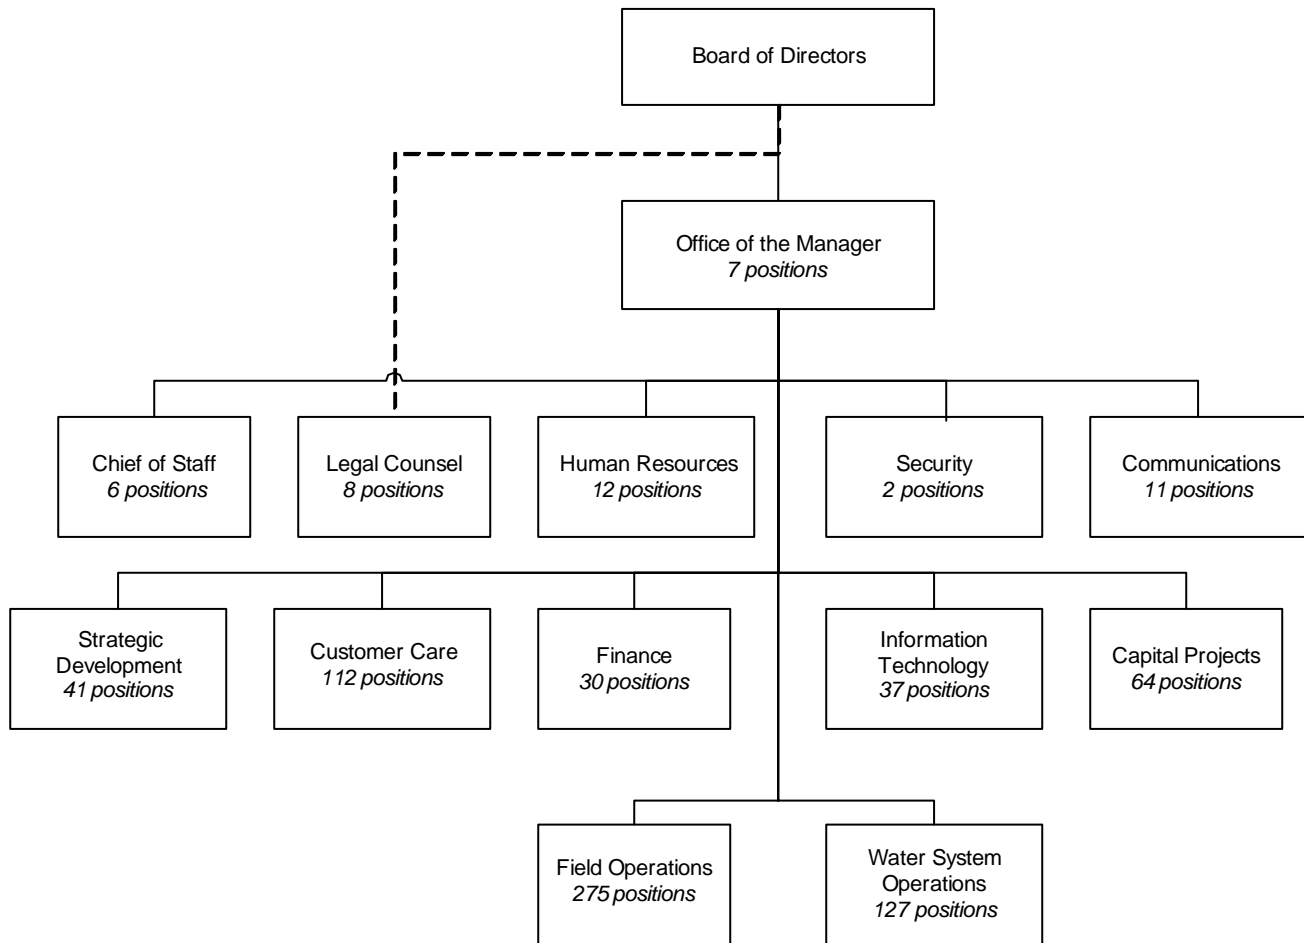 Board of Directors
Office of the Manager
7 positions
Chief of Staff
6 positions
Legal Counsel
8 positions
Human Resources
12 positions
Security
2 positions
Communications
11 positions
Strategic
Development
41 positions
Customer Care
112 positions
Finance
30 positions
Information
Technology
37 positions
Capital Projects
64 positions
Field Operations
275 positions
Water System
Operations
127 positions